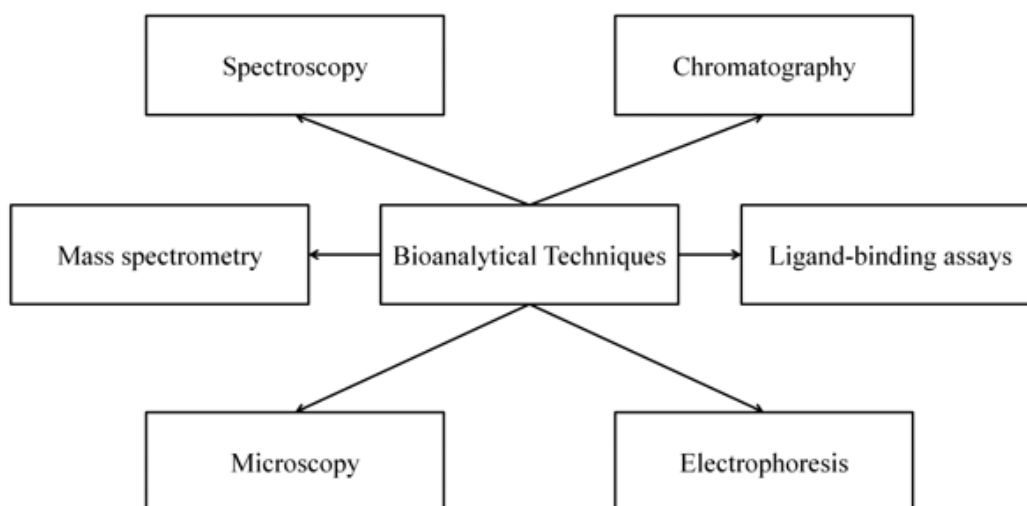 Spectroscopy
Chromatography
Mass spectrometry
Bioanalytical Techniques
Ligand-binding assays
Microscopy
Electrophoresis